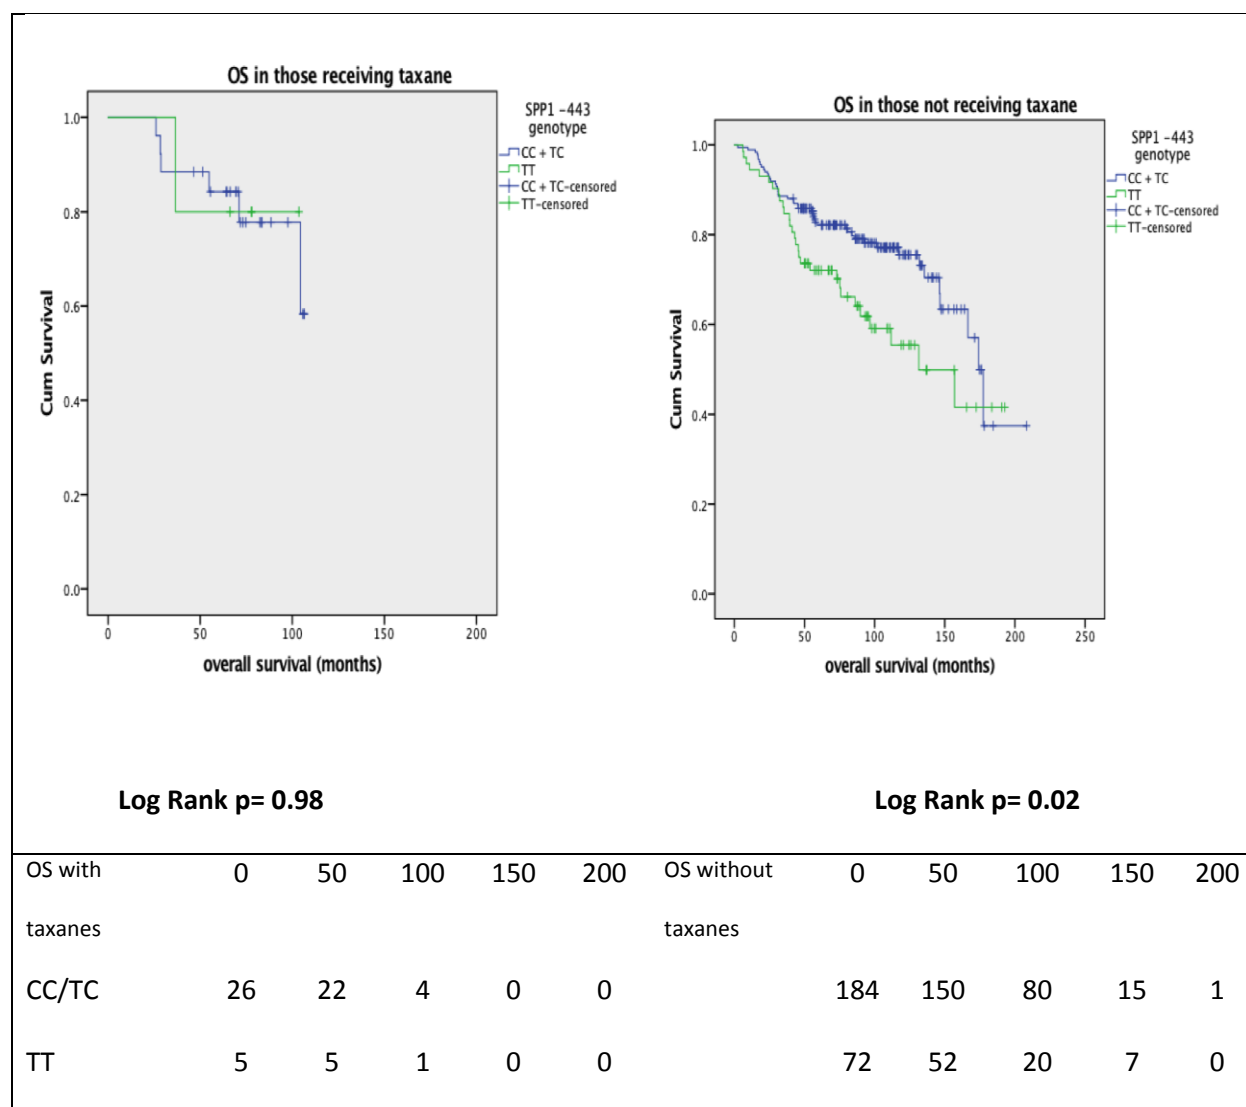 OS in those receiving taxane
SPP1 -443
genotype
CC + TC
TT
CC + TC-censored
TT-censored
1.0
0.8
0.6
0.4
0.2
0.0
Cum Survival
0 50 100 150 200
overall survival (months)
OS in those not receiving taxane
SPP1 -443
genotype
CC + TC
TT
CC + TC-censored
TT-censored
1.0
0.8
0.6
0.4
0.2
0.0
Cum Survival
0 50 100 150 200 250
overall survival (months)
Log Rank p= 0.98 Log Rank p= 0.02
OS with 0 50 100 150 200 OS without 0 50 100 150 200
taxanes taxanes
CC/TC 26 22 4 0 0 184 150 80 15 1
TT 5 5 1 0 0 72 52 20 7 0